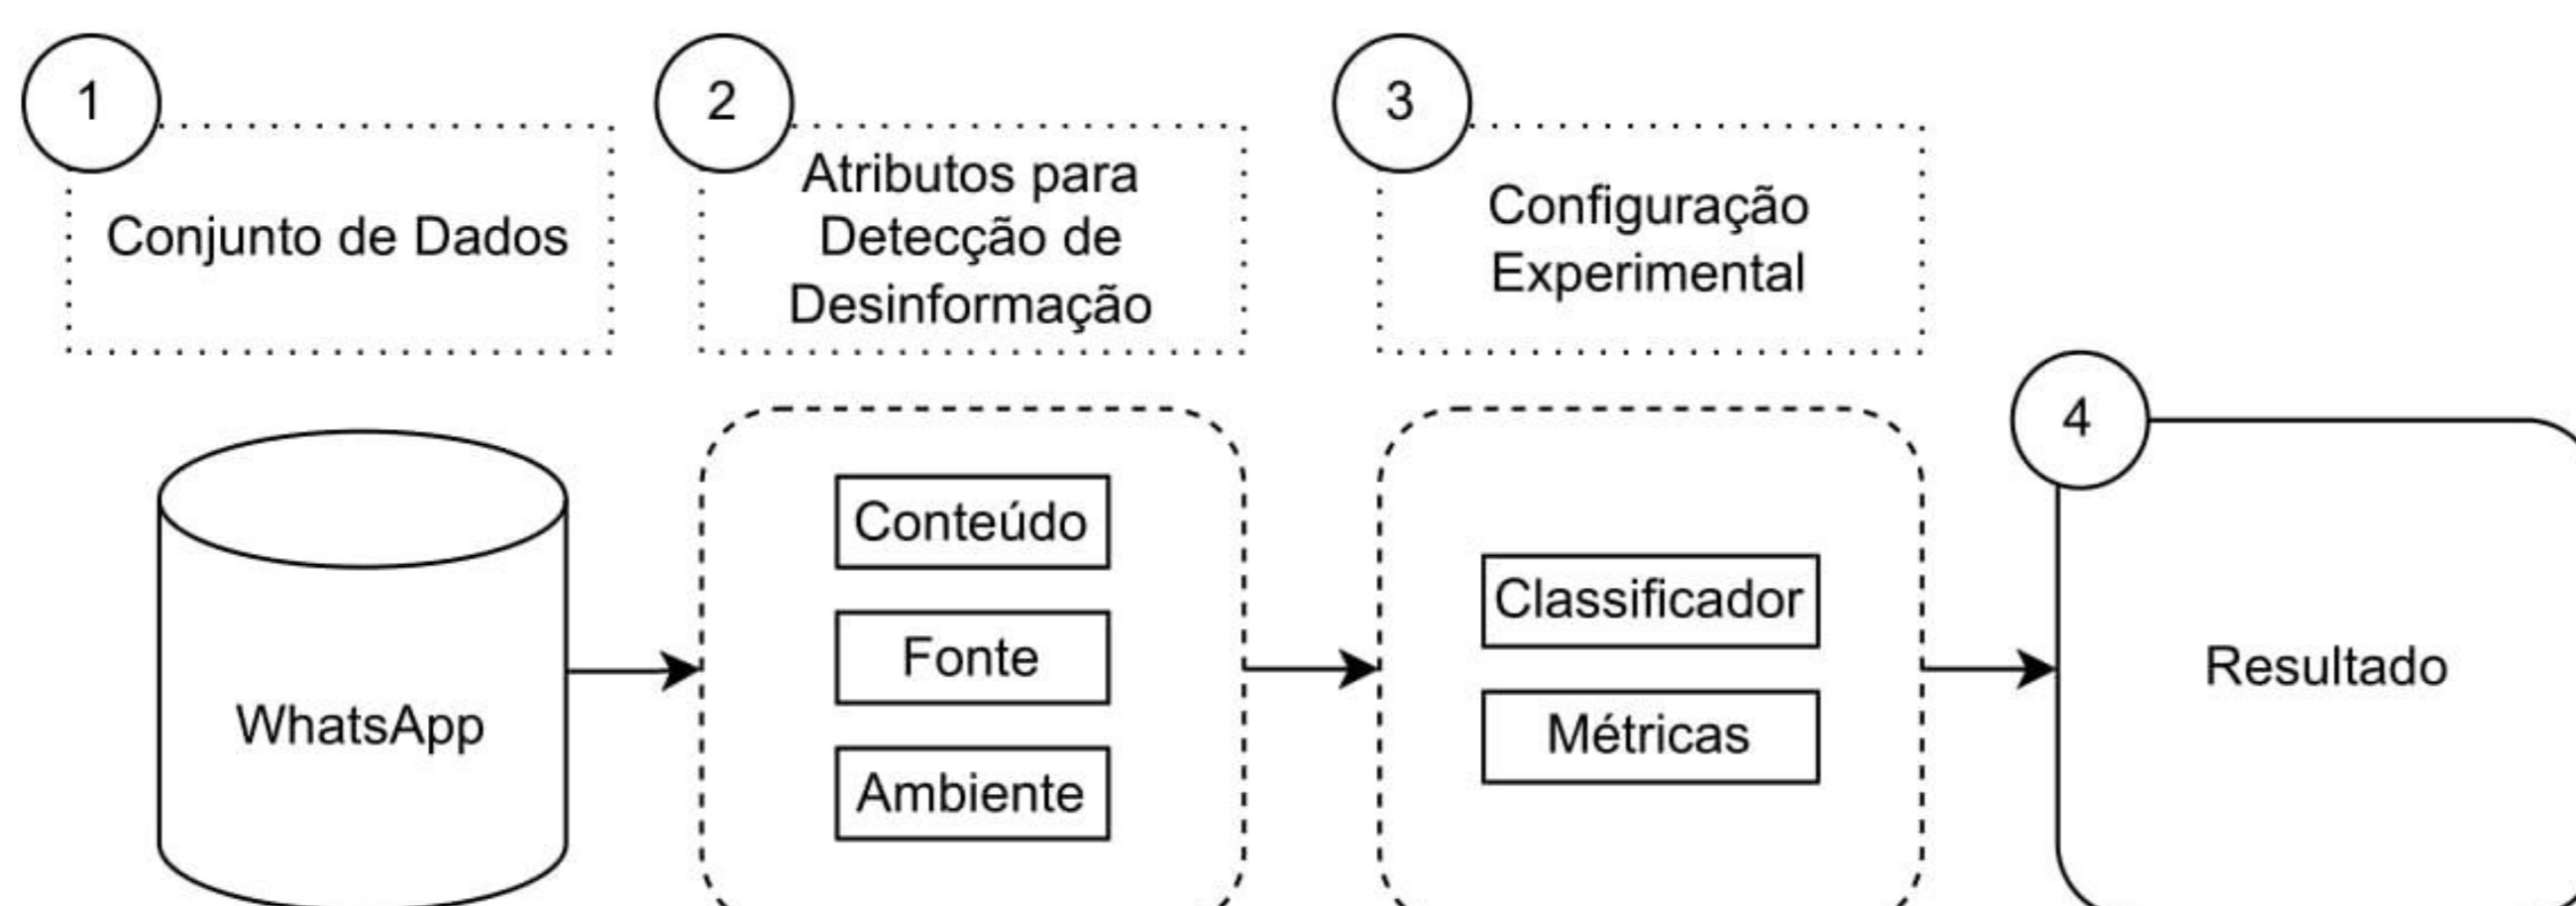 1
Conjunto de Dados
2
Atributos para
Detecção de
Desinformação
3
Configuração
Experimental
WhatsApp
Conteúdo
Fonte
Ambiente
Classificador
Métricas
4
Resultado